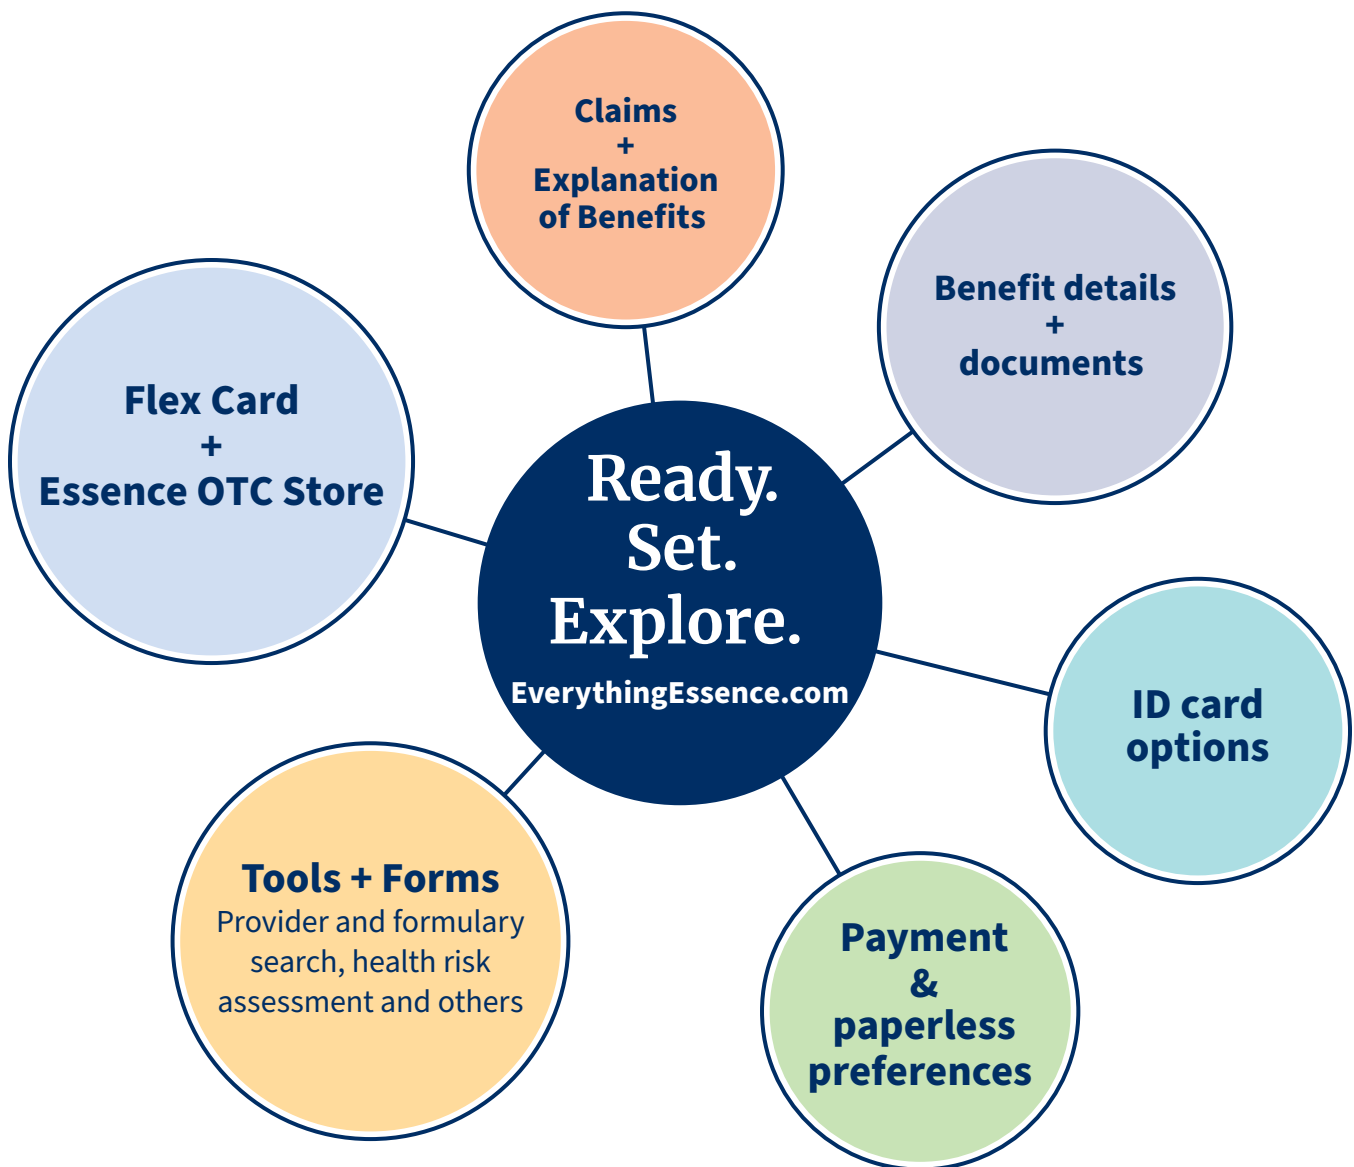 Claims
+
Explanation
of Benefits
Benefit details
+
documents
Flex Card
+
Essence OTC Store
Ready.
Set.
Explore.
EverythingEssence.com
ID card
options
Tools + Forms
Provider and formulary
search, health risk
assessment and others
Payment
&
paperless
preferences